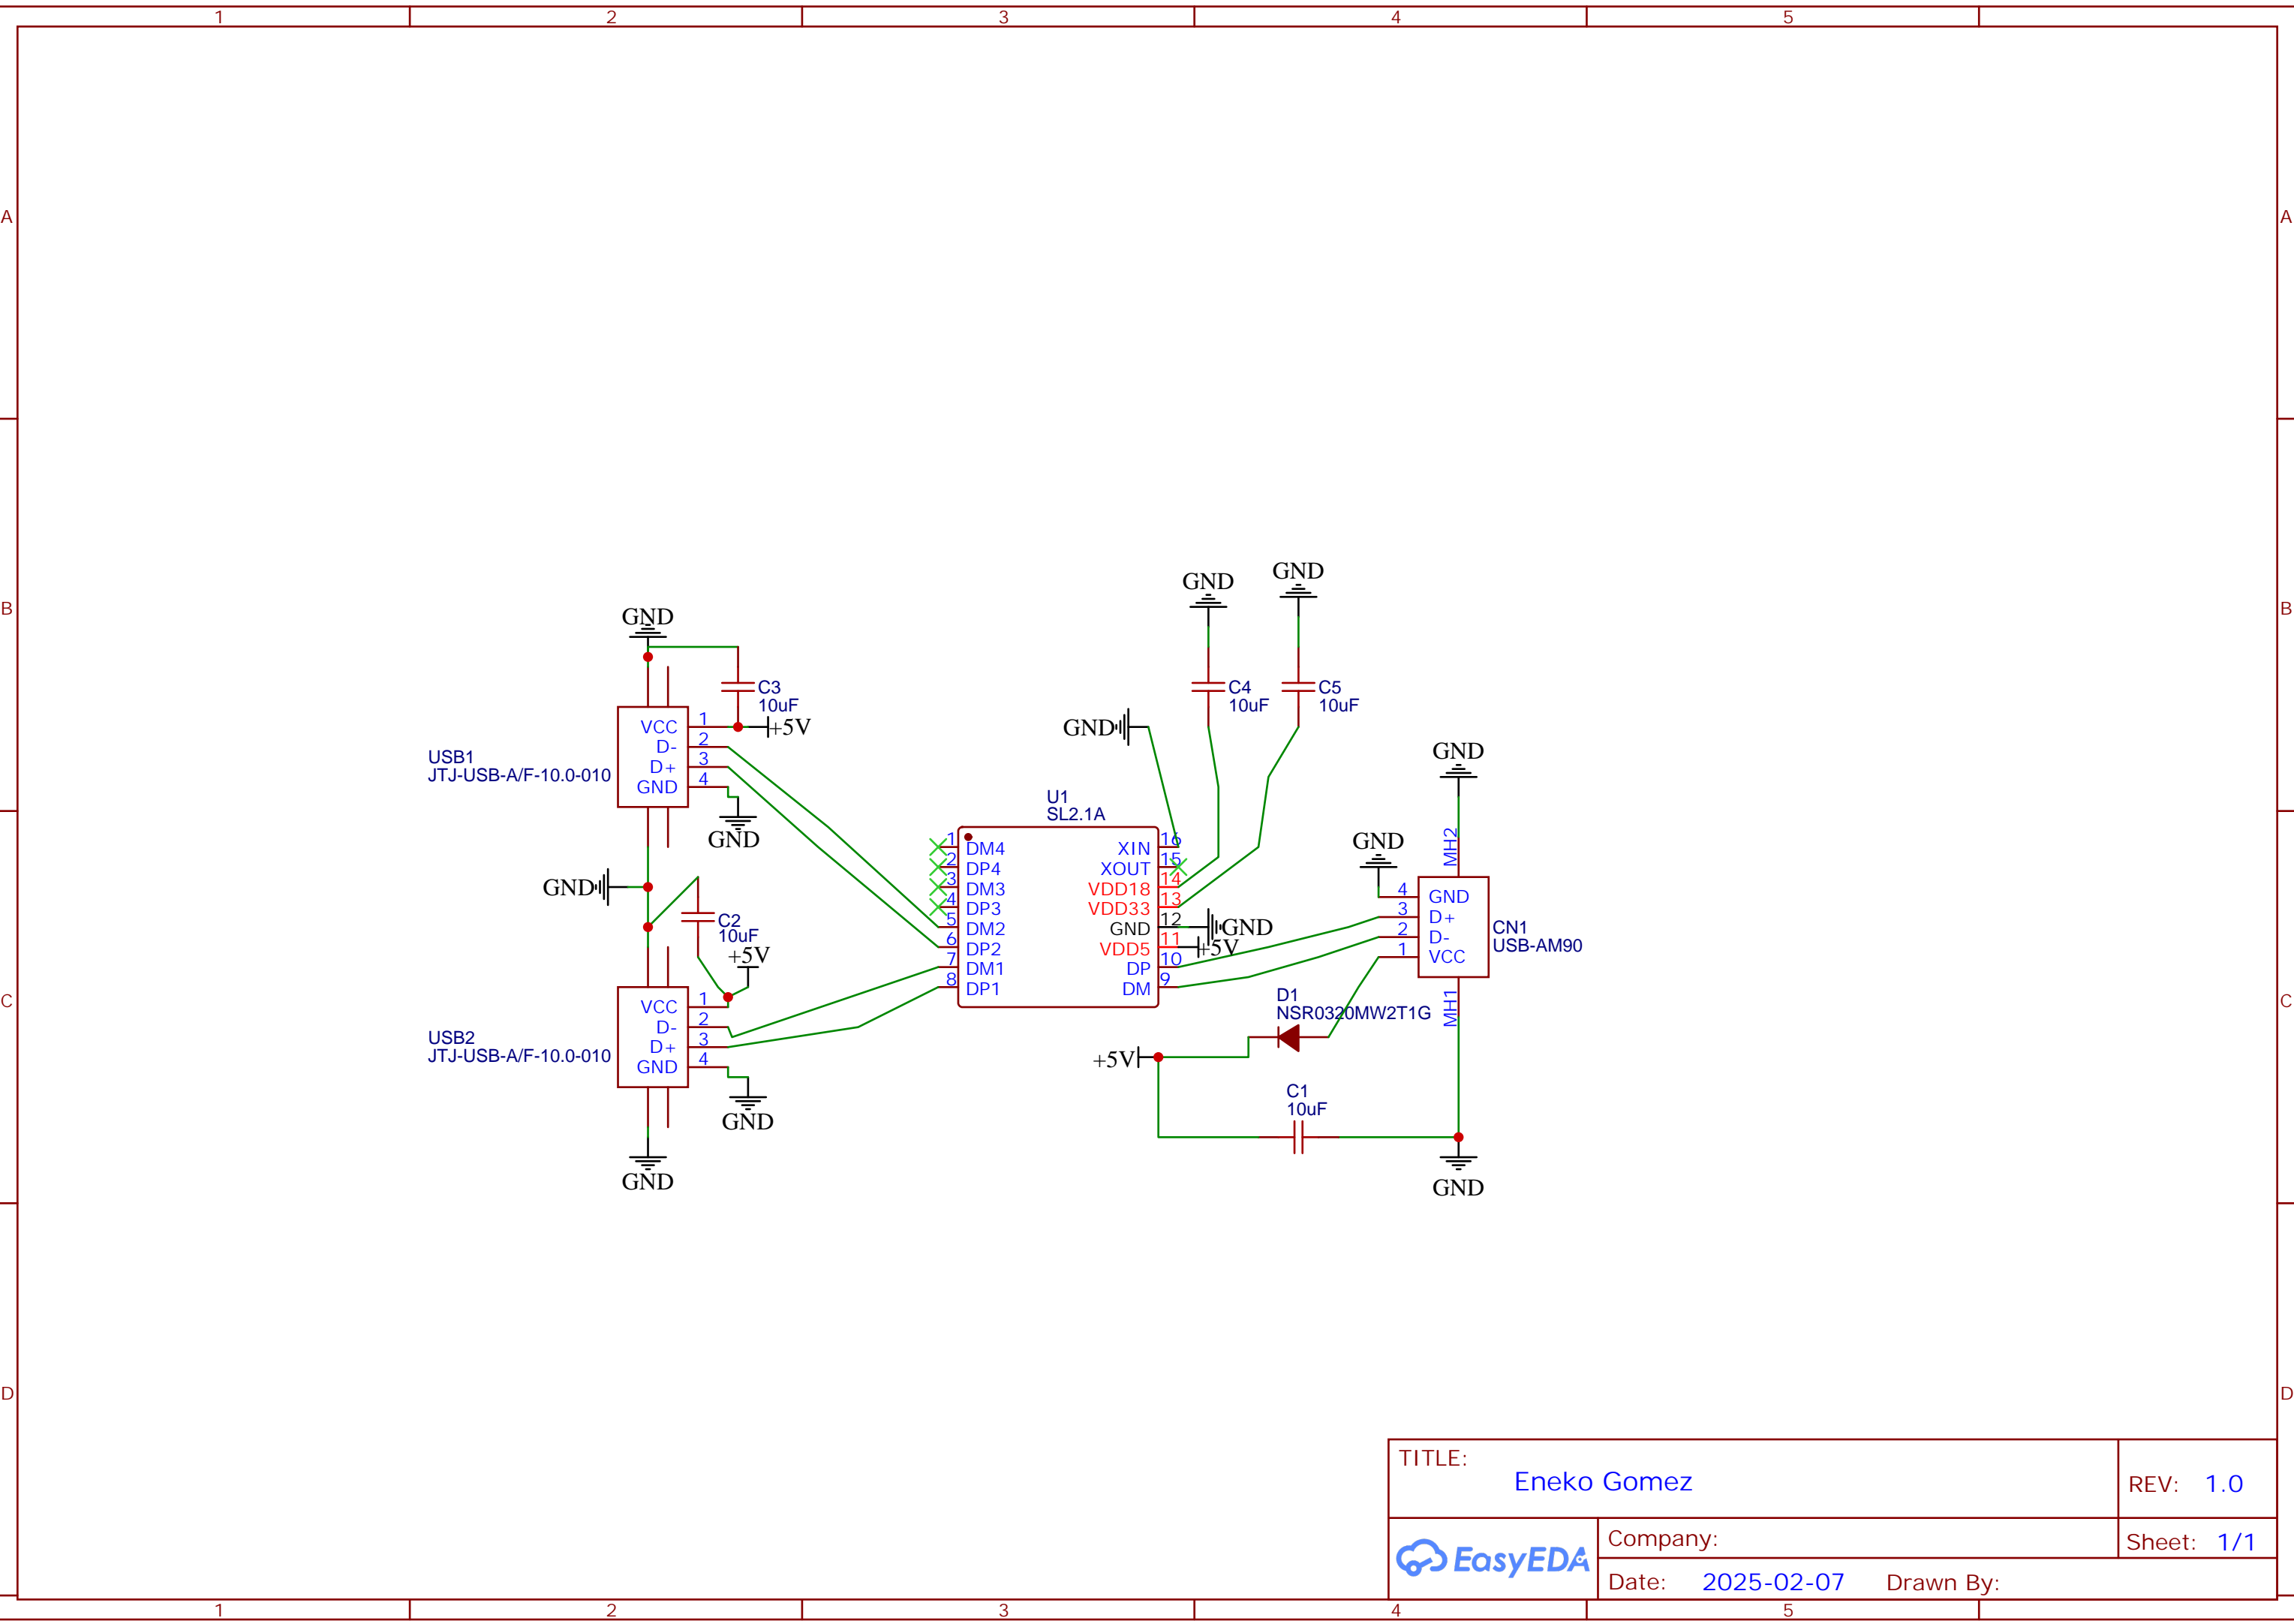 1 2 3 4 5
A A
B B
C C
D D
GND
C3
10uF
+5V
VCC 1
D- 2
D+ 3
GND 4
USB1
JTJ-USB-A/F-10.0-010
GND
GND
C2
10uF
+5V
VCC 1
D- 2
D+ 3
GND 4
USB2
JTJ-USB-A/F-10.0-010
GND
GND
GND
GND
C4
10uF
C5
10uF
GND
U1
SL2.1A
1 DM4
2 DP4
3 DM3
4 DP3
5 DM2
6 DP2
7 DM1
8 DP1
XIN 16
XOUT 15
VDD18 14
VDD33 13
GND 12
VDD5 11
DP 10
DM 9
GND
+5V
GND
GND
MH2
4 GND
3 D+
2 D-
1 VCC
MH1
CN1
USB-AM90
D1
NSR0320MW2T1G
+5V
C1
10uF
GND
TITLE:
Eneko Gomez
REV: 1.0
EasyEDA
Company:
Sheet: 1/1
Date: 2025-02-07 Drawn By:
1 2 3 4 5